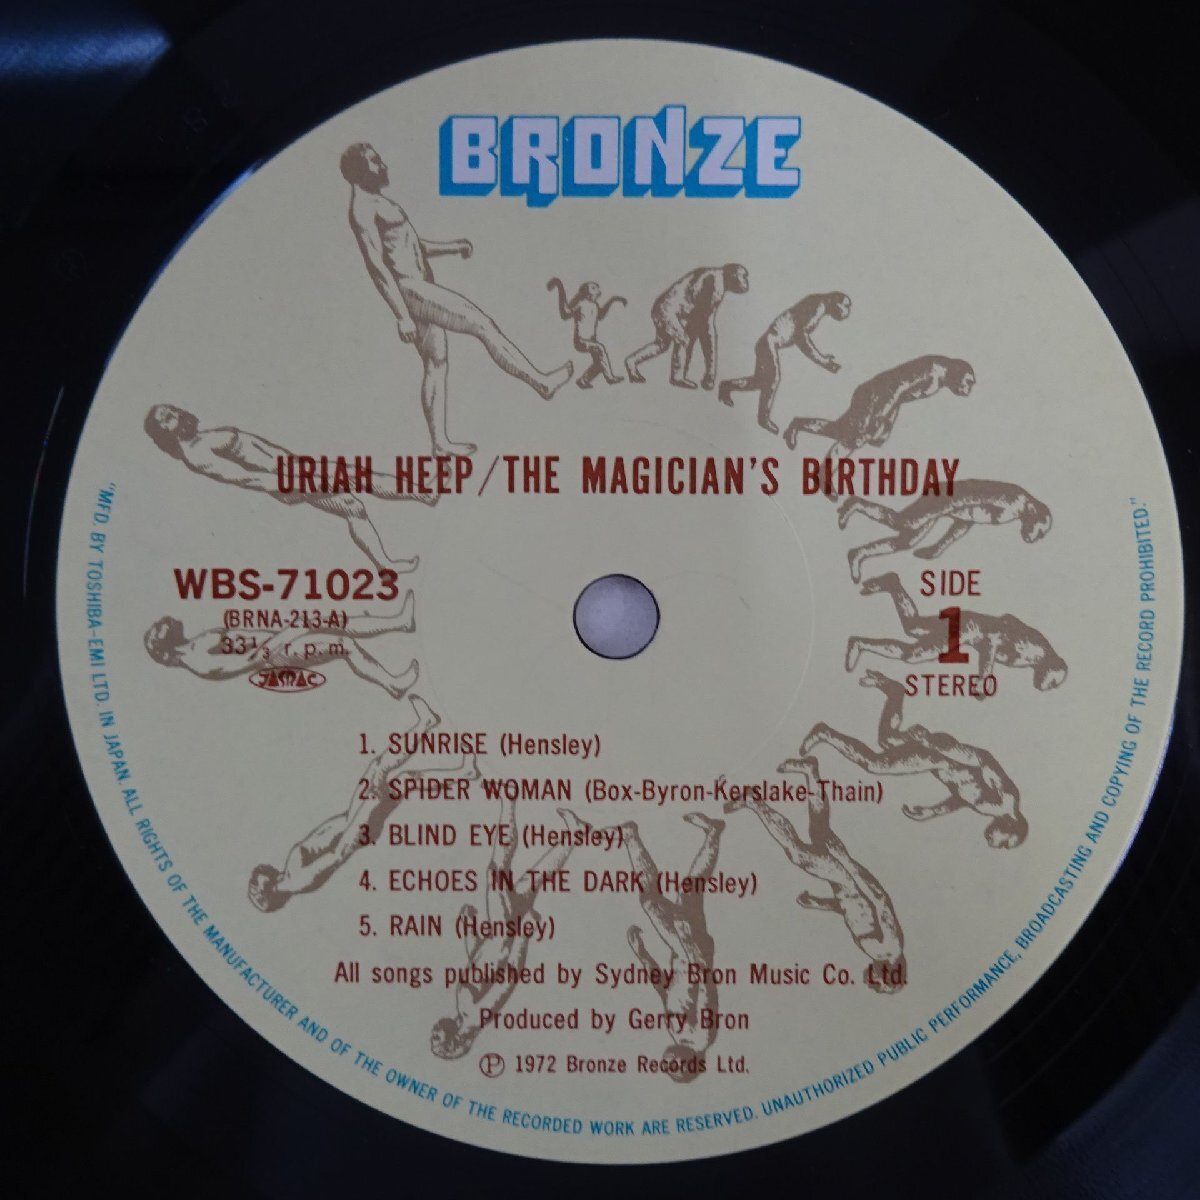 BRONZE
URIAH HEEP/THE MAGICIAN'S BIRTHDAY
WBS-71023
(BRNA-213-A)
33⅓ r.p.m.
JASRAC
SIDE
1
STEREO
1. SUNRISE (Hensley)
2. SPIDER WOMAN (Box-Byron-Kerslake-Thain)
3. BLIND EYE (Hensley)
4. ECHOES IN THE DARK (Hensley)
5. RAIN (Hensley)
All songs published by Sydney Bron Music Co. Ltd.
Produced by Gerry Bron
Ⓟ 1972 Bronze Records Ltd.
"MFD. BY TOSHIBA-EMI LTD. IN JAPAN. ALL RIGHTS OF THE MANUFACTURER AND OF THE OWNER OF THE RECORDED WORK ARE RESERVED. UNAUTHORIZED PUBLIC PERFORMANCE, BROADCASTING AND COPYING OF THE RECORD PROHIBITED."